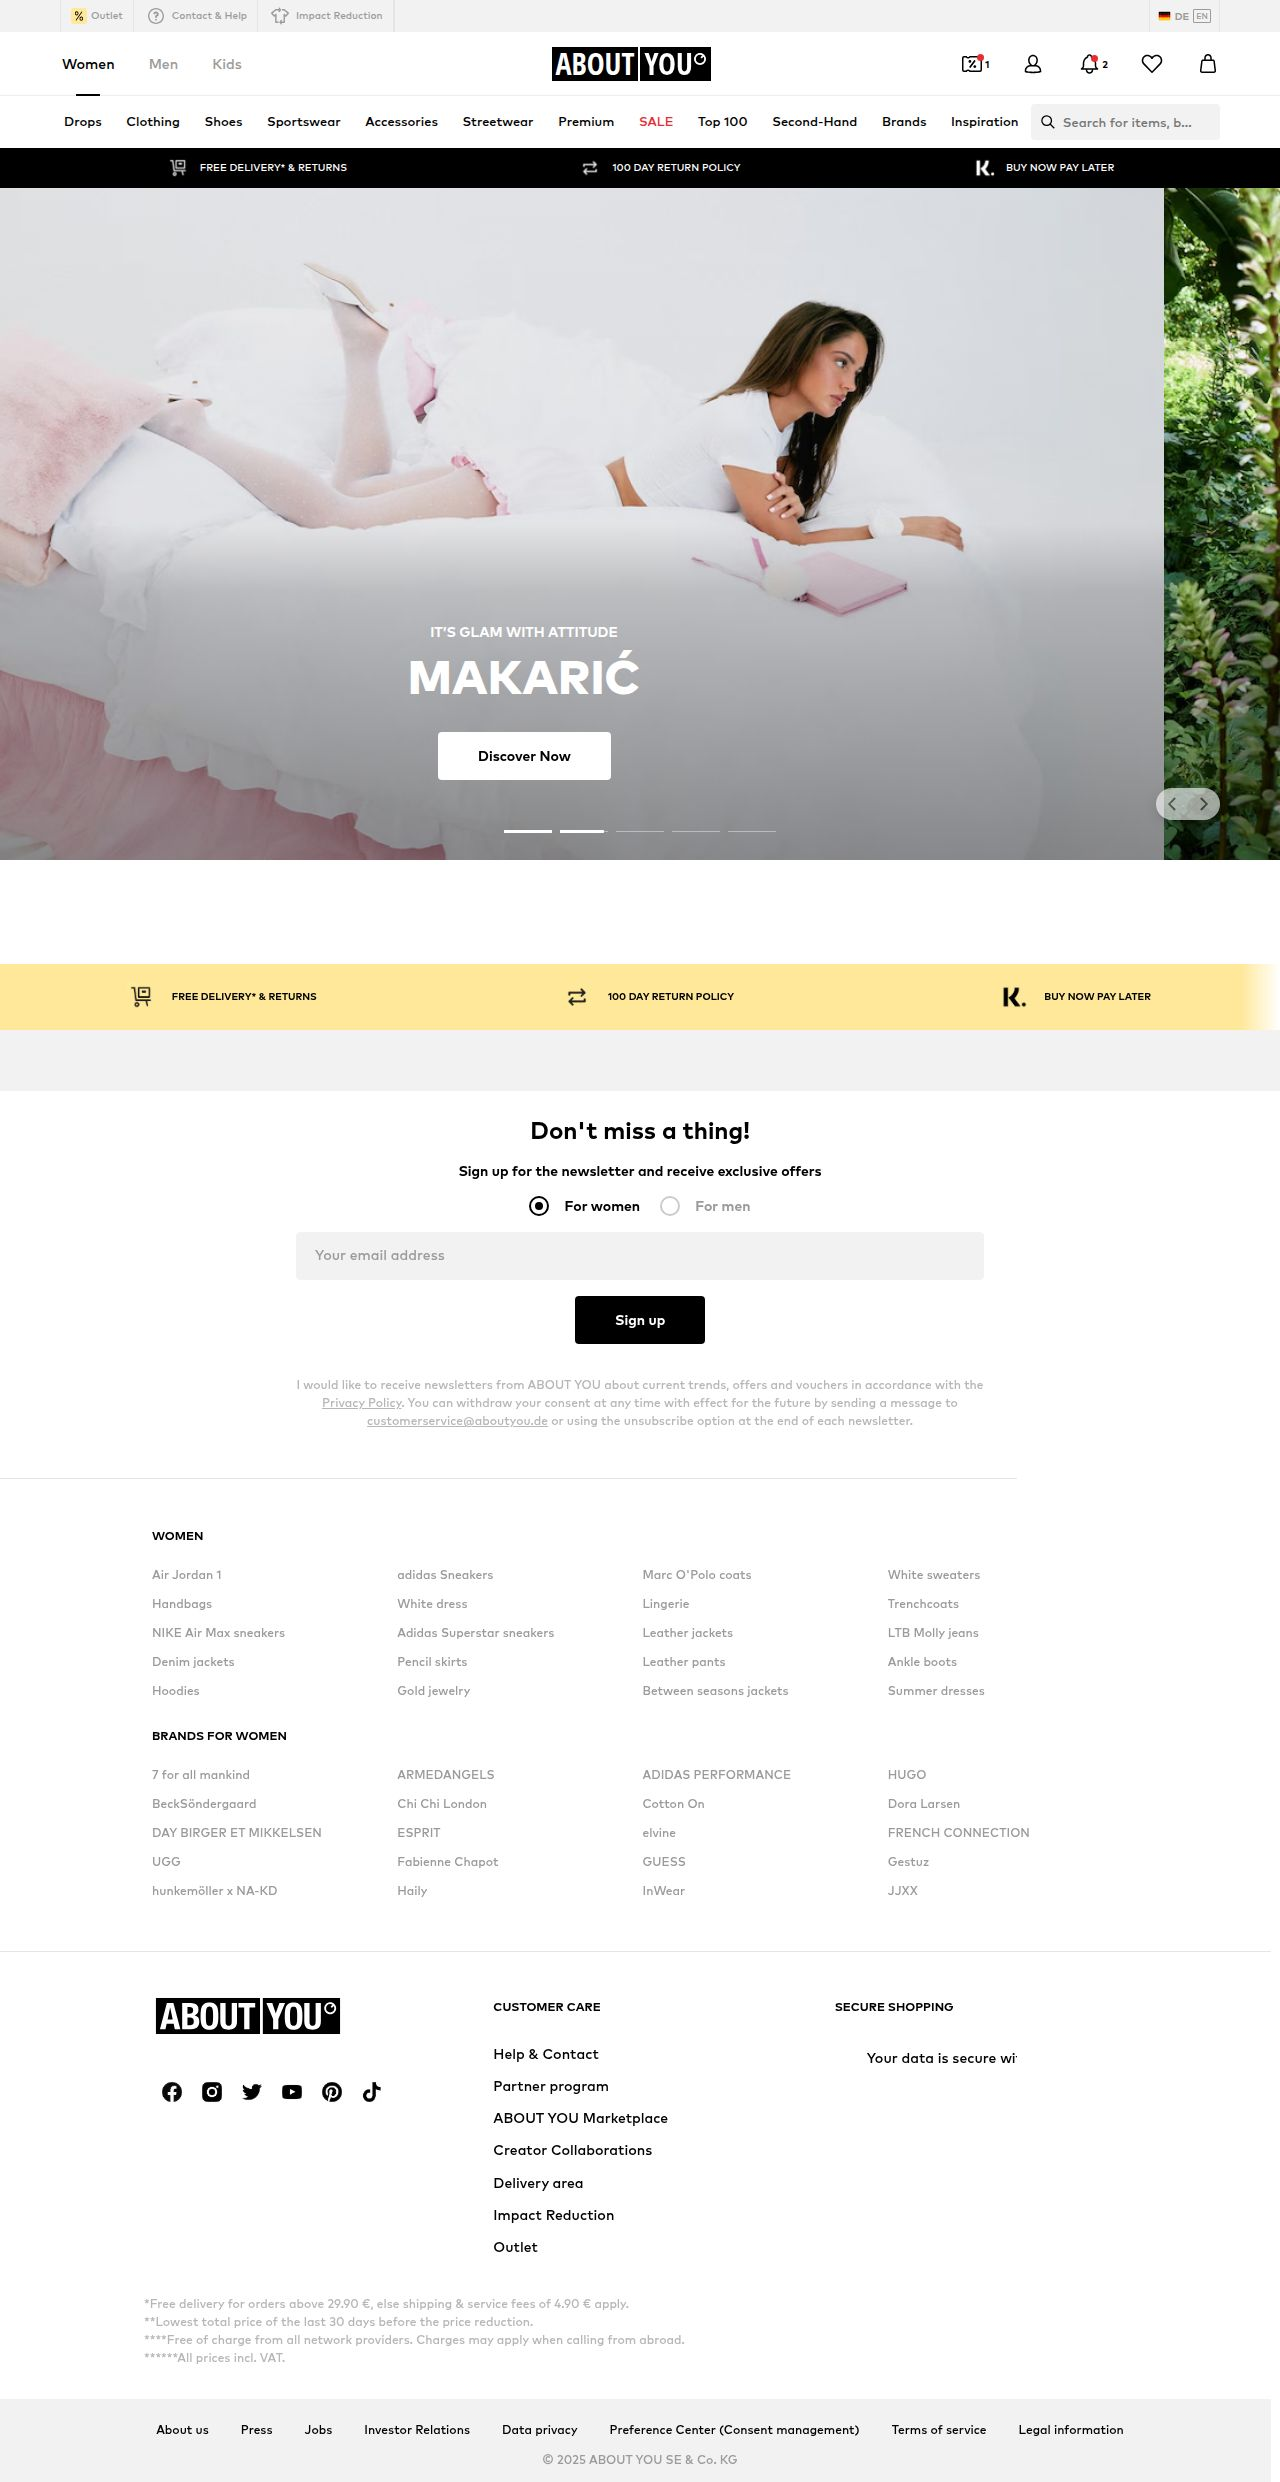 Outlet
Contact & Help
Impact Reduction
DE EN
Women
Men
Kids
ABOUT YOU
1
2
Drops
Clothing
Shoes
Sportswear
Accessories
Streetwear
Premium
SALE
Top 100
Second-Hand
Brands
Inspiration
Search for items, b...
FREE DELIVERY* & RETURNS
100 DAY RETURN POLICY
K.
BUY NOW PAY LATER
IT'S GLAM WITH ATTITUDE
MAKARIĆ
Discover Now
FREE DELIVERY* & RETURNS
100 DAY RETURN POLICY
K.
BUY NOW PAY LATER
Don't miss a thing!
Sign up for the newsletter and receive exclusive offers
For women
For men
Your email address
Sign up
I would like to receive newsletters from ABOUT YOU about current trends, offers and vouchers in accordance with the
Privacy Policy. You can withdraw your consent at any time with effect for the future by sending a message to
customerservice@aboutyou.de or using the unsubscribe option at the end of each newsletter.
WOMEN
Air Jordan 1
adidas Sneakers
Marc O'Polo coats
White sweaters
Handbags
White dress
Lingerie
Trenchcoats
NIKE Air Max sneakers
Adidas Superstar sneakers
Leather jackets
LTB Molly jeans
Denim jackets
Pencil skirts
Leather pants
Ankle boots
Hoodies
Gold jewelry
Between seasons jackets
Summer dresses
BRANDS FOR WOMEN
7 for all mankind
ARMEDANGELS
ADIDAS PERFORMANCE
HUGO
BeckSöndergaard
Chi Chi London
Cotton On
Dora Larsen
DAY BIRGER ET MIKKELSEN
ESPRIT
elvine
FRENCH CONNECTION
UGG
Fabienne Chapot
GUESS
Gestuz
hunkemöller x NA-KD
Haily
InWear
JJXX
ABOUT YOU
CUSTOMER CARE
Help & Contact
Partner program
ABOUT YOU Marketplace
Creator Collaborations
Delivery area
Impact Reduction
Outlet
SECURE SHOPPING
Your data is secure wi
*Free delivery for orders above 29.90 €, else shipping & service fees of 4.90 € apply.
**Lowest total price of the last 30 days before the price reduction.
****Free of charge from all network providers. Charges may apply when calling from abroad.
******All prices incl. VAT.
About us
Press
Jobs
Investor Relations
Data privacy
Preference Center (Consent management)
Terms of service
Legal information
© 2025 ABOUT YOU SE & Co. KG